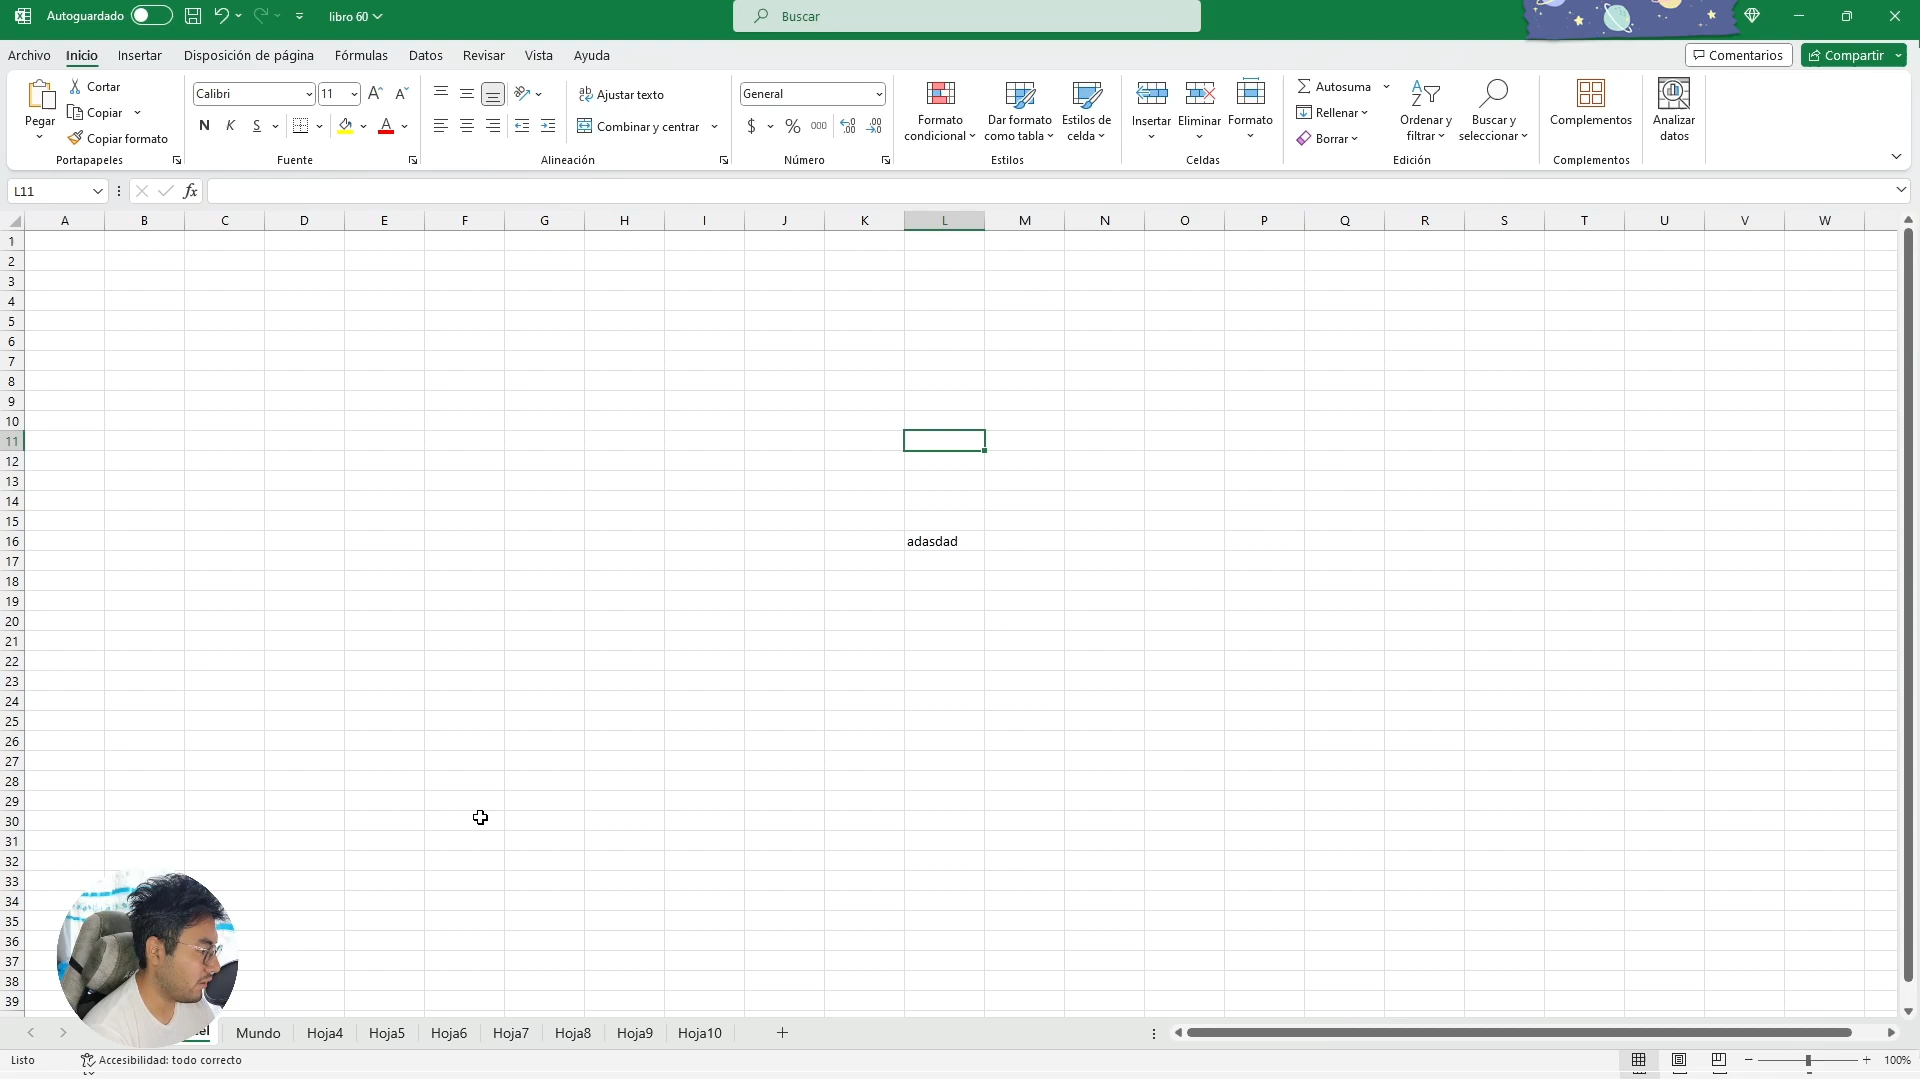 Autoguardado
libro 60
Buscar
Archivo Inicio Insertar Disposición de página Fórmulas Datos Revisar Vista Ayuda
Comentarios
Compartir
Pegar
Cortar
Copiar
Copiar formato
Portapapeles
Calibri
11
N K S
Fuente
Ajustar texto
Combinar y centrar
Alineación
General
$ % 000
Número
Formato condicional
Dar formato como tabla
Estilos de celda
Estilos
Insertar
Eliminar
Formato
Celdas
Autosuma
Rellenar
Borrar
Ordenar y filtrar
Buscar y seleccionar
Edición
Complementos
Complementos
Analizar datos
L11
fx
A B C D E F G H I J K L M N O P Q R S T U V W
1
2
3
4
5
6
7
8
9
10
11
12
13
14
15
16 adasdad
17
18
19
20
21
22
23
24
25
26
27
28
29
30
31
32
33
34
35
36
37
38
39
Mundo Hoja4 Hoja5 Hoja6 Hoja7 Hoja8 Hoja9 Hoja10
Listo
Accesibilidad: todo correcto
100%